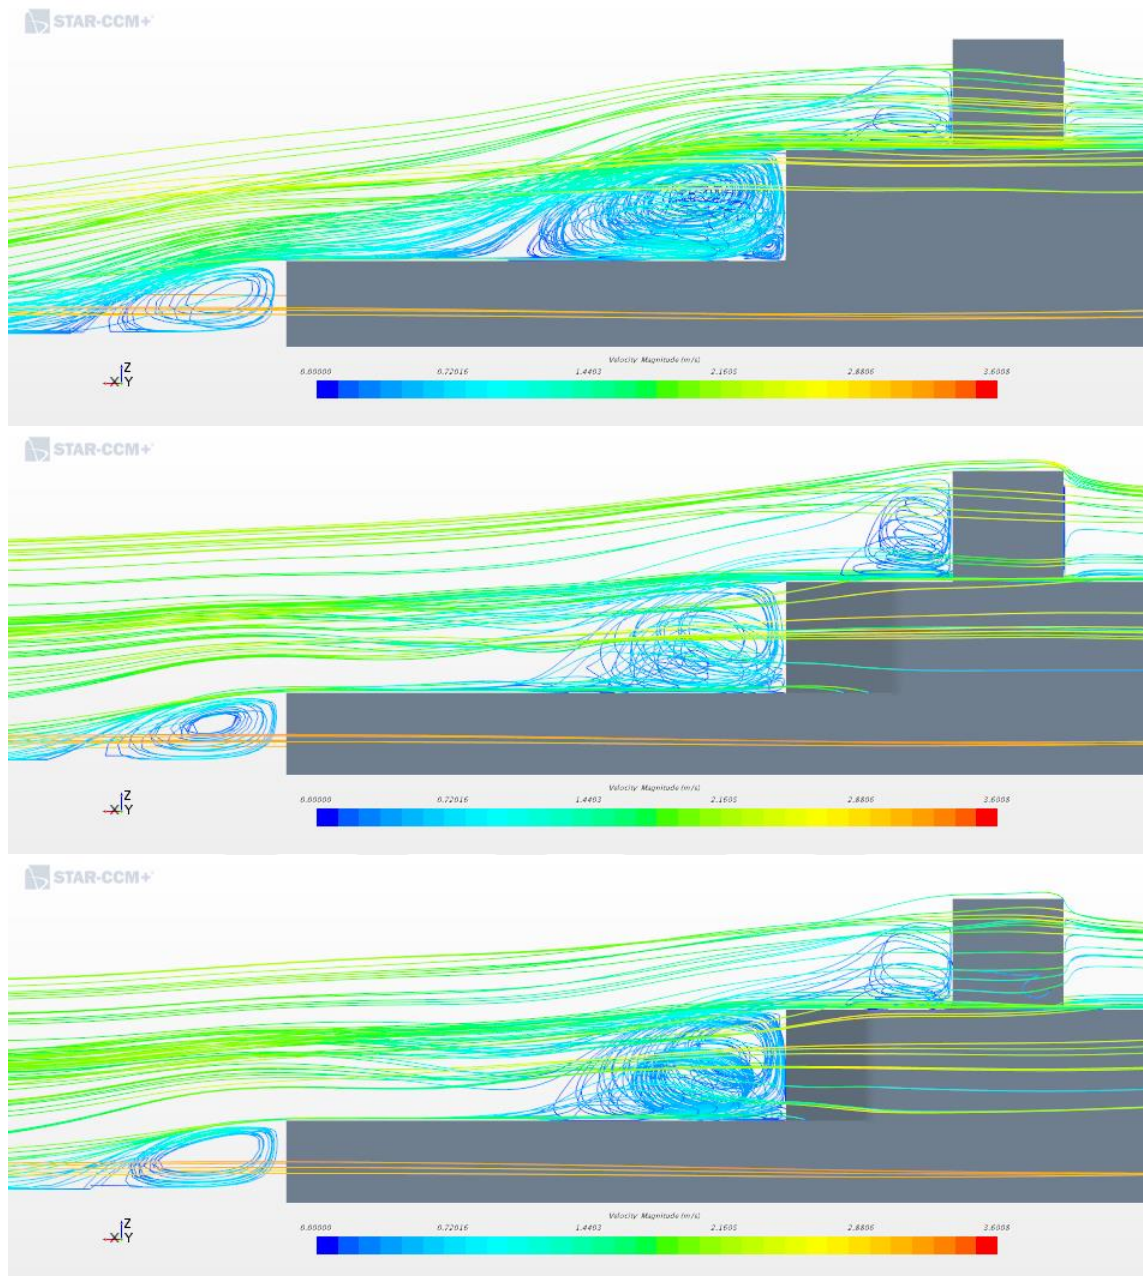 STAR-CCM+
Z
X Y
Velocity Magnitude (m/s)
0.00000 0.72016 1.4403 2.1605 2.8806 3.6008
STAR-CCM+
Z
X Y
Velocity Magnitude (m/s)
0.00000 0.72016 1.4403 2.1605 2.8806 3.6008
STAR-CCM+
Z
X Y
Velocity Magnitude (m/s)
0.00000 0.72016 1.4403 2.1605 2.8806 3.6008